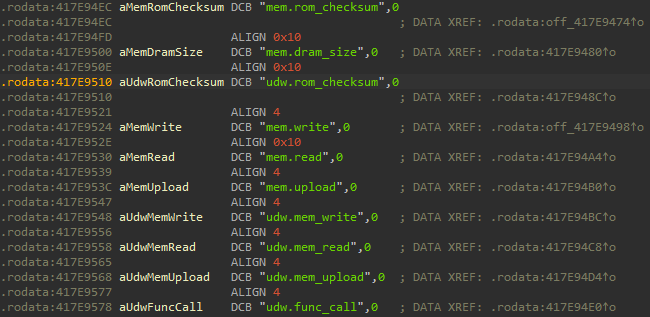 .rodata:417E94EC aMemRomChecksum DCB "mem.rom_checksum",0
.rodata:417E94EC ; DATA XREF: .rodata:off_417E9474↑o
.rodata:417E94FD ALIGN 0x10
.rodata:417E9500 aMemDramSize DCB "mem.dram_size",0 ; DATA XREF: .rodata:417E9480↑o
.rodata:417E950E ALIGN 0x10
.rodata:417E9510 aUdwRomChecksum DCB "udw.rom_checksum",0
.rodata:417E9510 ; DATA XREF: .rodata:417E948C↑o
.rodata:417E9521 ALIGN 4
.rodata:417E9524 aMemWrite DCB "mem.write",0 ; DATA XREF: .rodata:off_417E9498↑o
.rodata:417E952E ALIGN 0x10
.rodata:417E9530 aMemRead DCB "mem.read",0 ; DATA XREF: .rodata:417E94A4↑o
.rodata:417E9539 ALIGN 4
.rodata:417E953C aMemUpload DCB "mem.upload",0 ; DATA XREF: .rodata:417E94B0↑o
.rodata:417E9547 ALIGN 4
.rodata:417E9548 aUdwMemWrite DCB "udw.mem_write",0 ; DATA XREF: .rodata:417E94BC↑o
.rodata:417E9556 ALIGN 4
.rodata:417E9558 aUdwMemRead DCB "udw.mem_read",0 ; DATA XREF: .rodata:417E94C8↑o
.rodata:417E9565 ALIGN 4
.rodata:417E9568 aUdwMemUpload DCB "udw.mem_upload",0 ; DATA XREF: .rodata:417E94D4↑o
.rodata:417E9577 ALIGN 4
.rodata:417E9578 aUdwFuncCall DCB "udw.func_call",0 ; DATA XREF: .rodata:417E94E0↑o